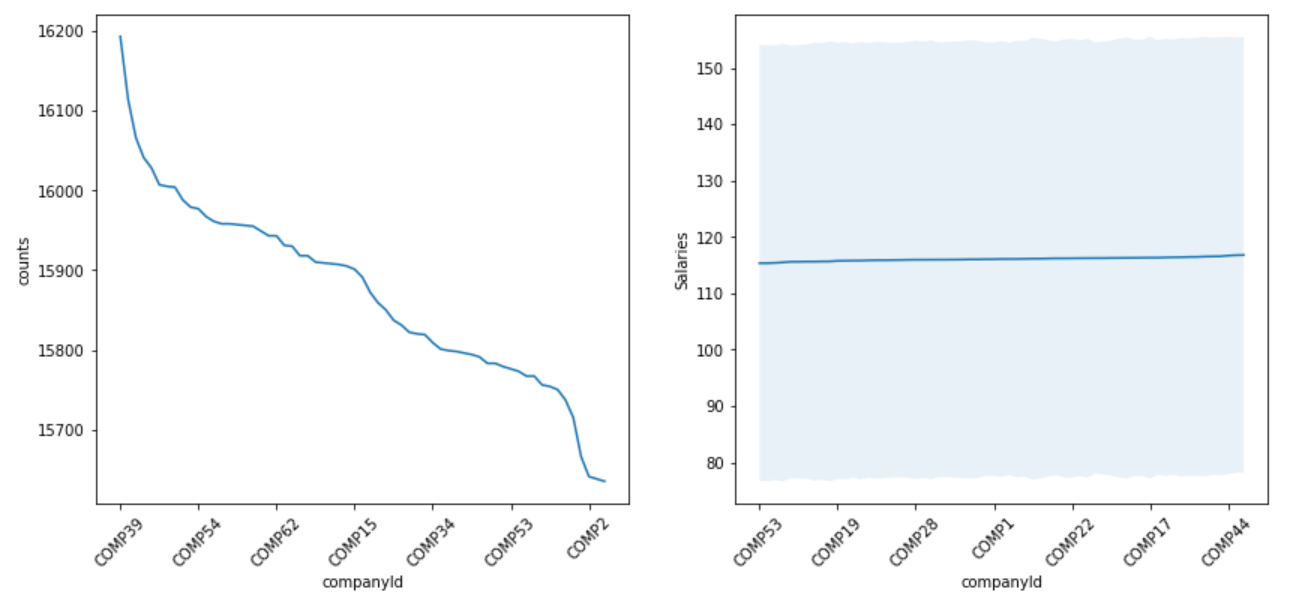 16200
16100
16000
15900
15800
15700
counts
COMP39
COMP54
COMP62
COMP15
COMP34
COMP53
COMP2
companyId
150
140
130
120
110
100
90
80
Salaries
COMP53
COMP19
COMP28
COMP1
COMP22
COMP17
COMP44
companyId